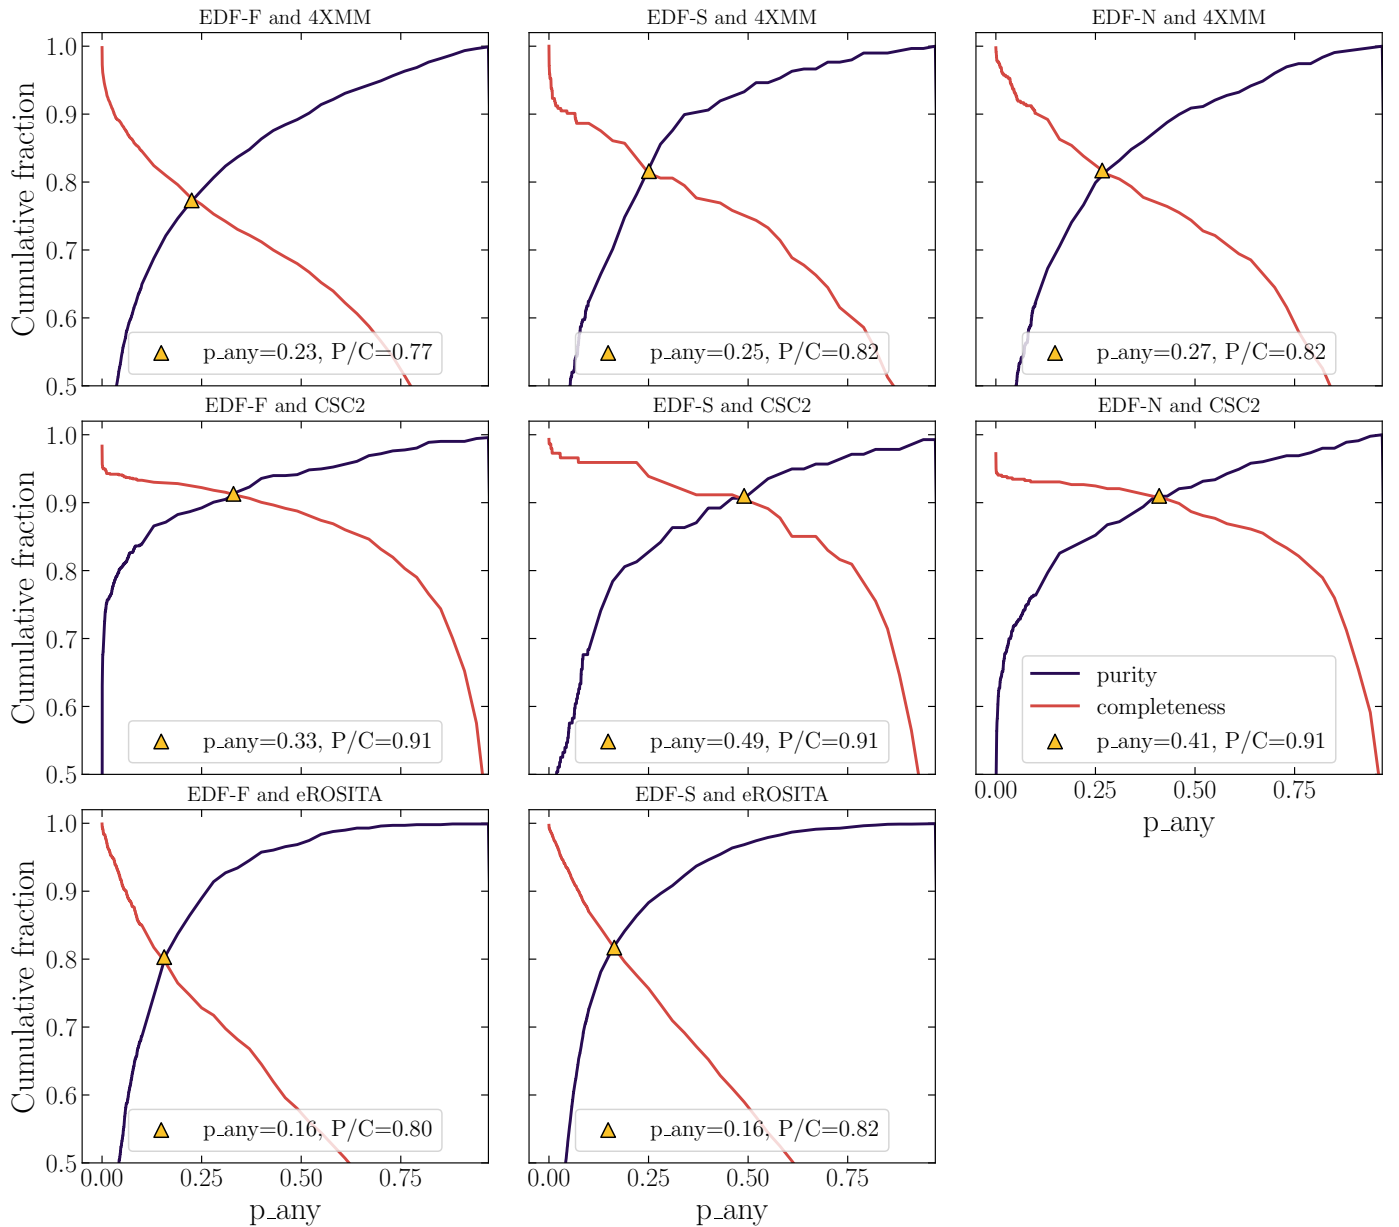 EDF-F and 4XMM
EDF-S and 4XMM
EDF-N and 4XMM
Cumulative fraction
1.0
0.9
0.8
0.7
0.6
0.5
p_any=0.23, P/C=0.77
p_any=0.25, P/C=0.82
p_any=0.27, P/C=0.82
EDF-F and CSC2
EDF-S and CSC2
EDF-N and CSC2
Cumulative fraction
1.0
0.9
0.8
0.7
0.6
0.5
p_any=0.33, P/C=0.91
p_any=0.49, P/C=0.91
purity
completeness
p_any=0.41, P/C=0.91
0.00 0.25 0.50 0.75
p_any
EDF-F and eROSITA
EDF-S and eROSITA
Cumulative fraction
1.0
0.9
0.8
0.7
0.6
0.5
p_any=0.16, P/C=0.80
p_any=0.16, P/C=0.82
0.00 0.25 0.50 0.75
p_any
0.00 0.25 0.50 0.75
p_any